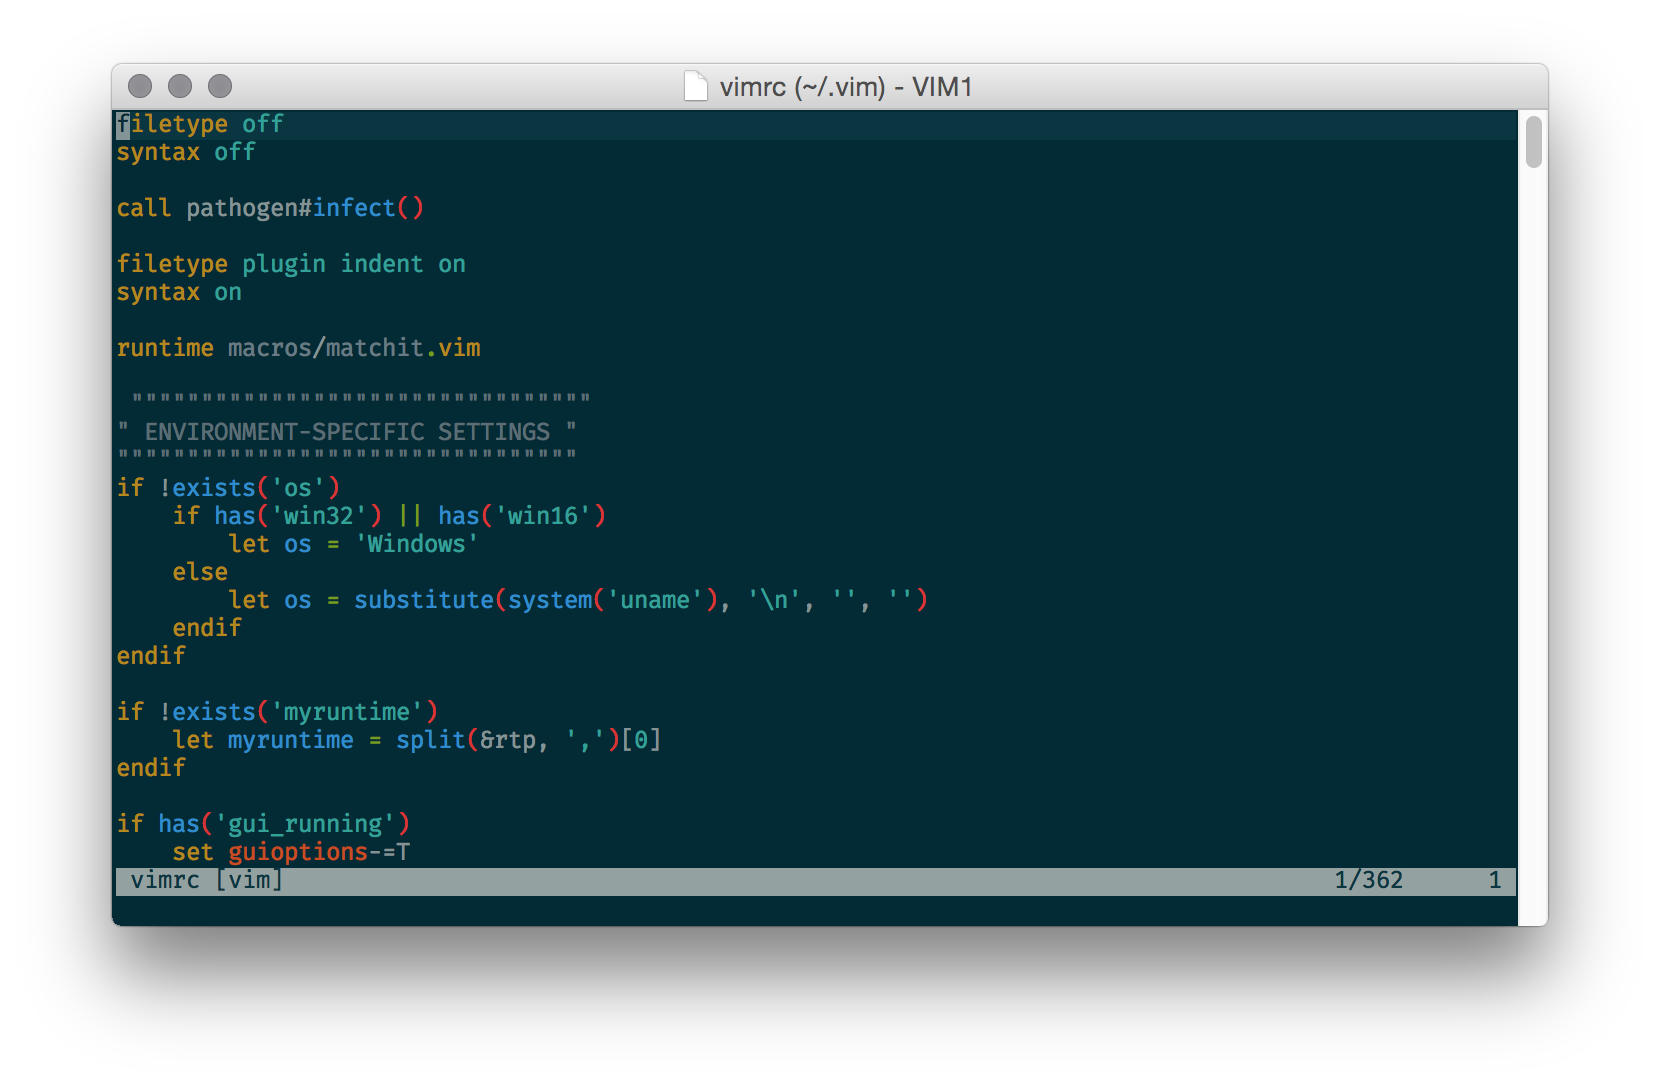 vimrc (~/.vim) - VIM1
filetype off
syntax off
call pathogen#infect()
filetype plugin indent on
syntax on
runtime macros/matchit.vim
"""""""""""""""""""""""""""""""""
" ENVIRONMENT-SPECIFIC SETTINGS "
"""""""""""""""""""""""""""""""""
if !exists('os')
    if has('win32') || has('win16')
        let os = 'Windows'
    else
        let os = substitute(system('uname'), '\n', '', '')
    endif
endif
if !exists('myruntime')
    let myruntime = split(&rtp, ',')[0]
endif
if has('gui_running')
    set guioptions-=T
vimrc [vim] 1/362 1